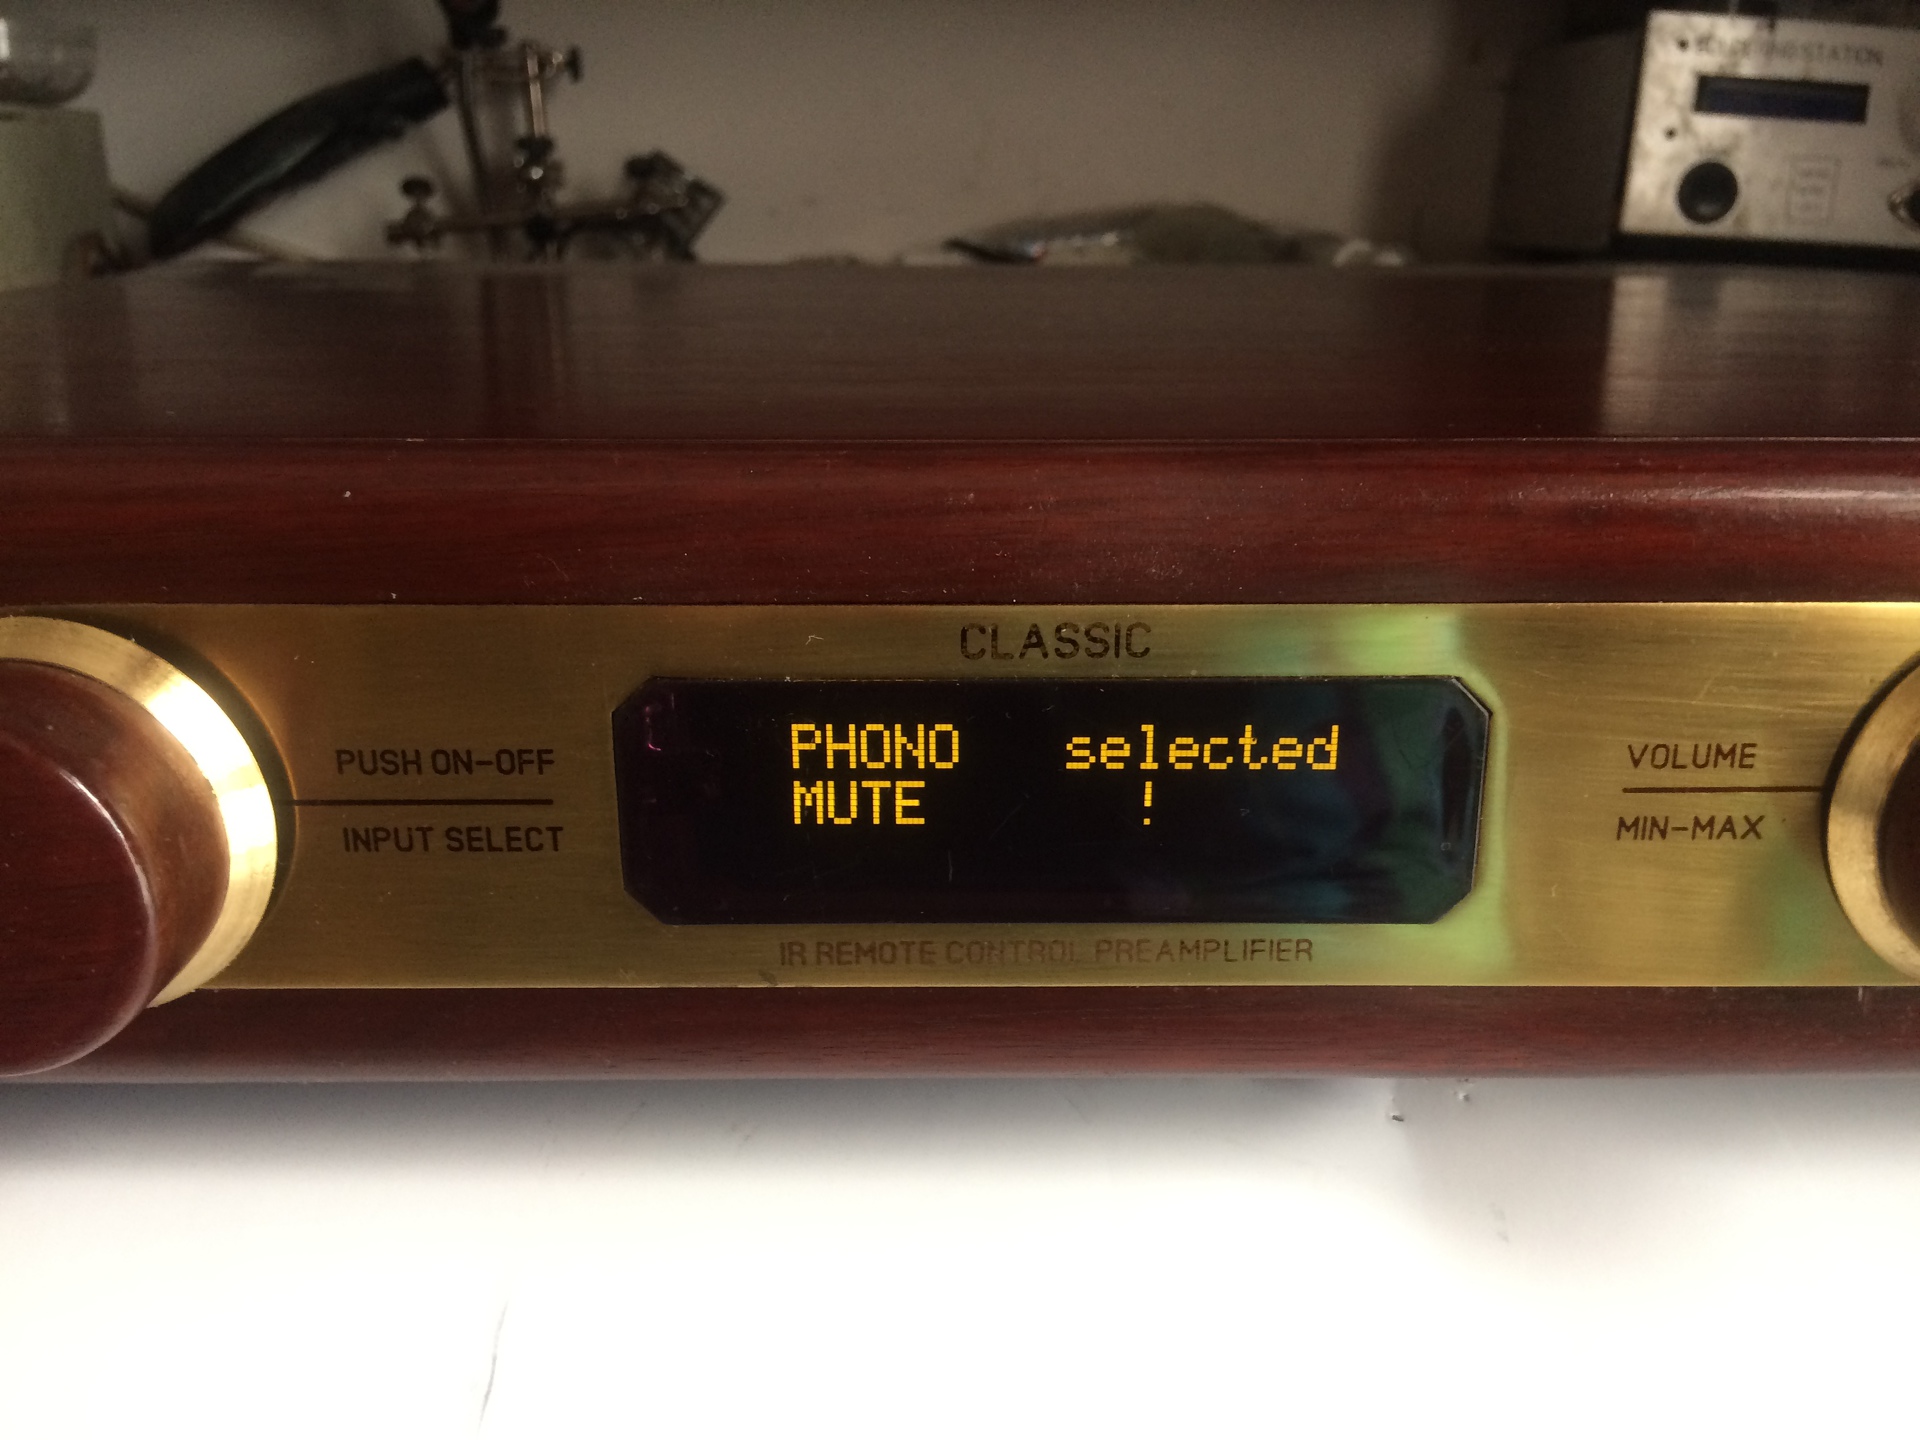 CLASSIC
PUSH ON-OFF
INPUT SELECT
PHONO selected
MUTE !
VOLUME
MIN-MAX
IR REMOTE CONTROL PREAMPLIFIER